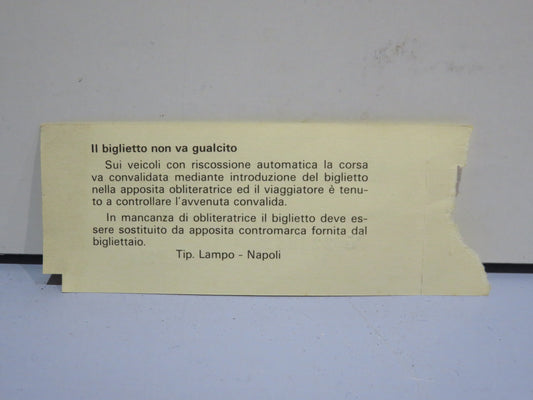 Il biglietto non va gualcito
Sui veicoli con riscossione automatica la corsa
va convalidata mediante introduzione del biglietto
nella apposita obliteratrice ed il viaggiatore è tenu-
to a controllare l'avvenuta convalida.
In mancanza di obliteratrice il biglietto deve es-
sere sostituito da apposita contromarca fornita dal
bigliettaio.
Tip. Lampo - Napoli